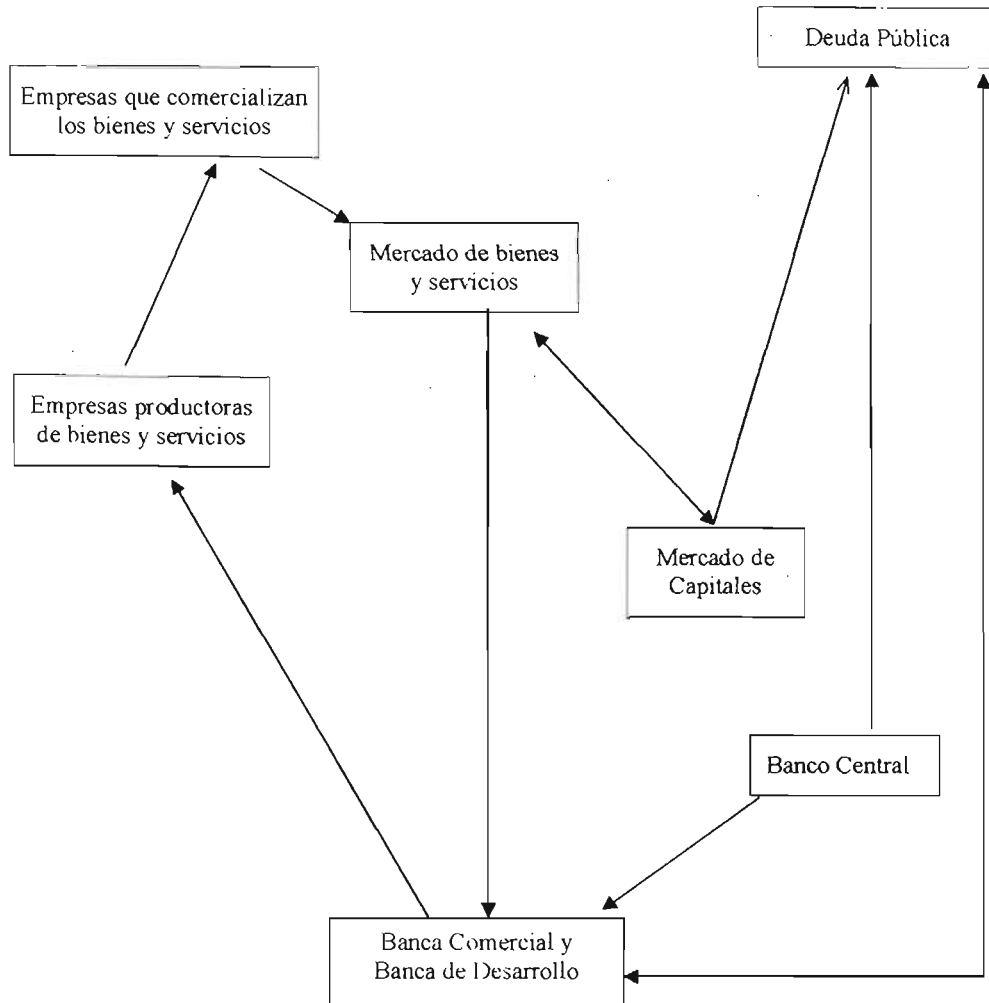 Deuda Pública
Empresas que comercializan
los bienes y servicios
Mercado de bienes
y servicios
Empresas productoras
de bienes y servicios
Mercado de
Capitales
Banco Central
Banca Comercial y
Banca de Desarrollo